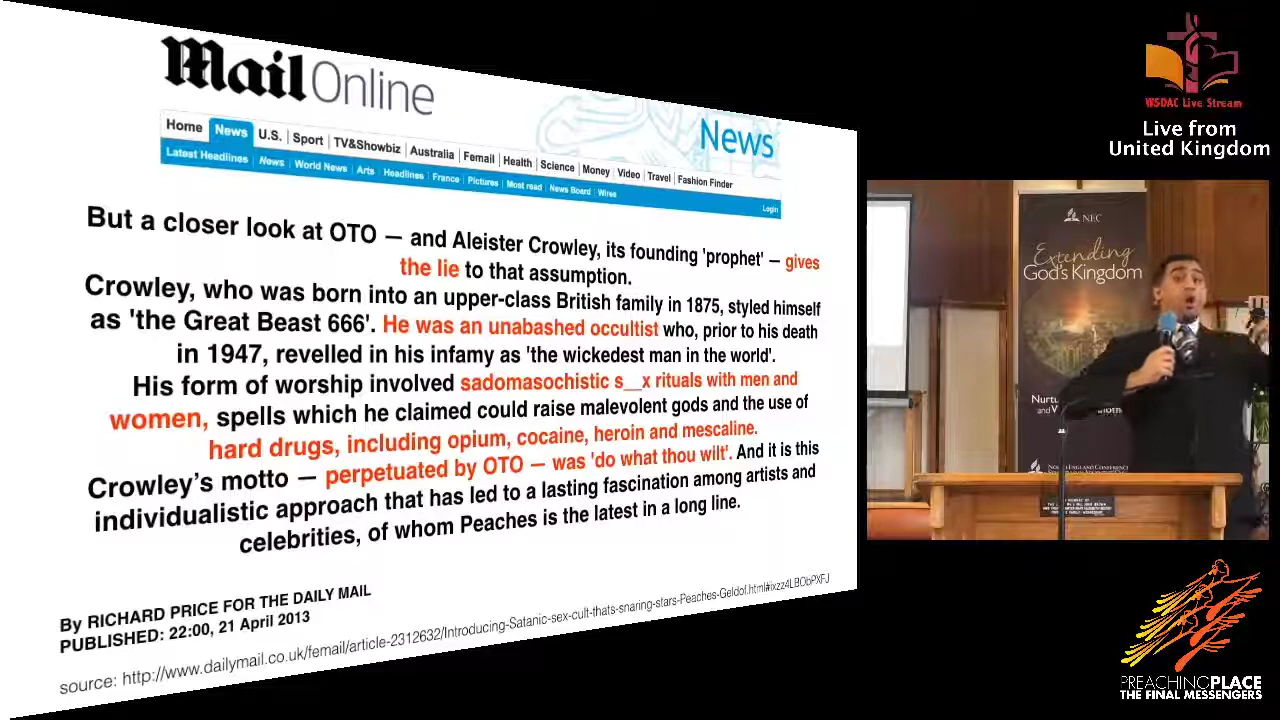 Mail Online
News
Home News U.S. Sport TV&Showbiz Australia Femail Health Science Money Video Travel Fashion Finder
Latest Headlines News World News Arts Headlines France Pictures Most read News Board Wires
Login
But a closer look at OTO — and Aleister Crowley, its founding 'prophet' — gives
the lie to that assumption.
Crowley, who was born into an upper-class British family in 1875, styled himself
as 'the Great Beast 666'. He was an unabashed occultist who, prior to his death
in 1947, revelled in his infamy as 'the wickedest man in the world'.
His form of worship involved sadomasochistic s__x rituals with men and
women, spells which he claimed could raise malevolent gods and the use of
hard drugs, including opium, cocaine, heroin and mescaline.
Crowley's motto — perpetuated by OTO — was 'do what thou wilt'. And it is this
individualistic approach that has led to a lasting fascination among artists and
celebrities, of whom Peaches is the latest in a long line.
By RICHARD PRICE FOR THE DAILY MAIL
PUBLISHED: 22:00, 21 April 2013
source: http://www.dailymail.co.uk/femail/article-2312632/Introducing-Satanic-sex-cult-thats-snaring-stars-Peaches-Geldof.html#ixzz4LBObPXFJ
WSDAC Live Stream
Live from
United Kingdom
NEC
Extending
God's Kingdom
PREACHINGPLACE
THE FINAL MESSENGERS